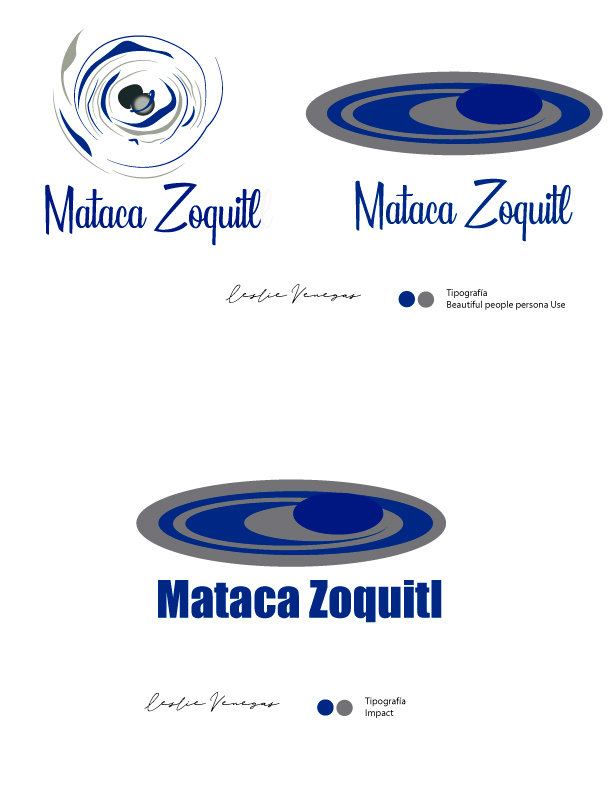 Mataca Zoquitl
Mataca Zoquitl
leslie Venegas
Tipografía
Beautiful people persona Use
Mataca Zoquitl
leslie Venegas
Tipografía
Impact